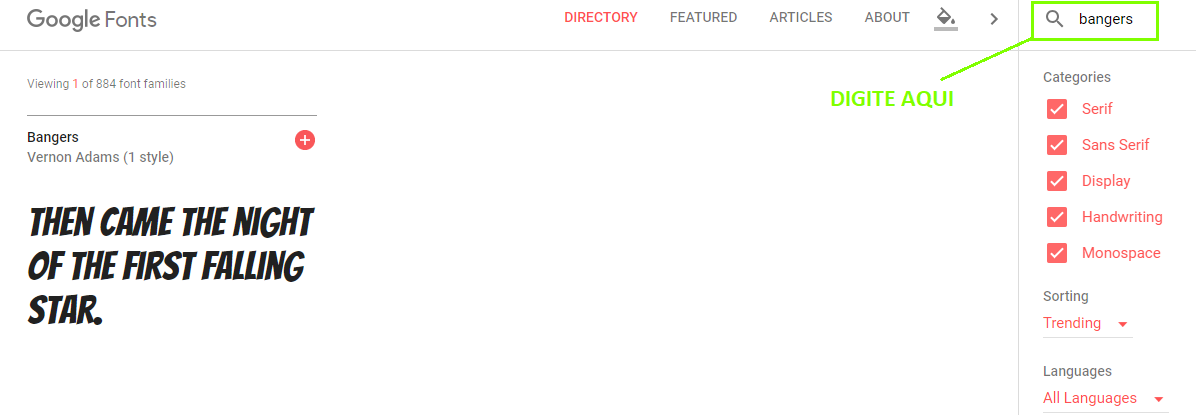 Google Fonts
DIRECTORY FEATURED ARTICLES ABOUT
bangers
Viewing 1 of 884 font families
DIGITE AQUI
Bangers
Vernon Adams (1 style)
THEN CAME THE NIGHT
OF THE FIRST FALLING
STAR.
Categories
Serif
Sans Serif
Display
Handwriting
Monospace
Sorting
Trending
Languages
All Languages